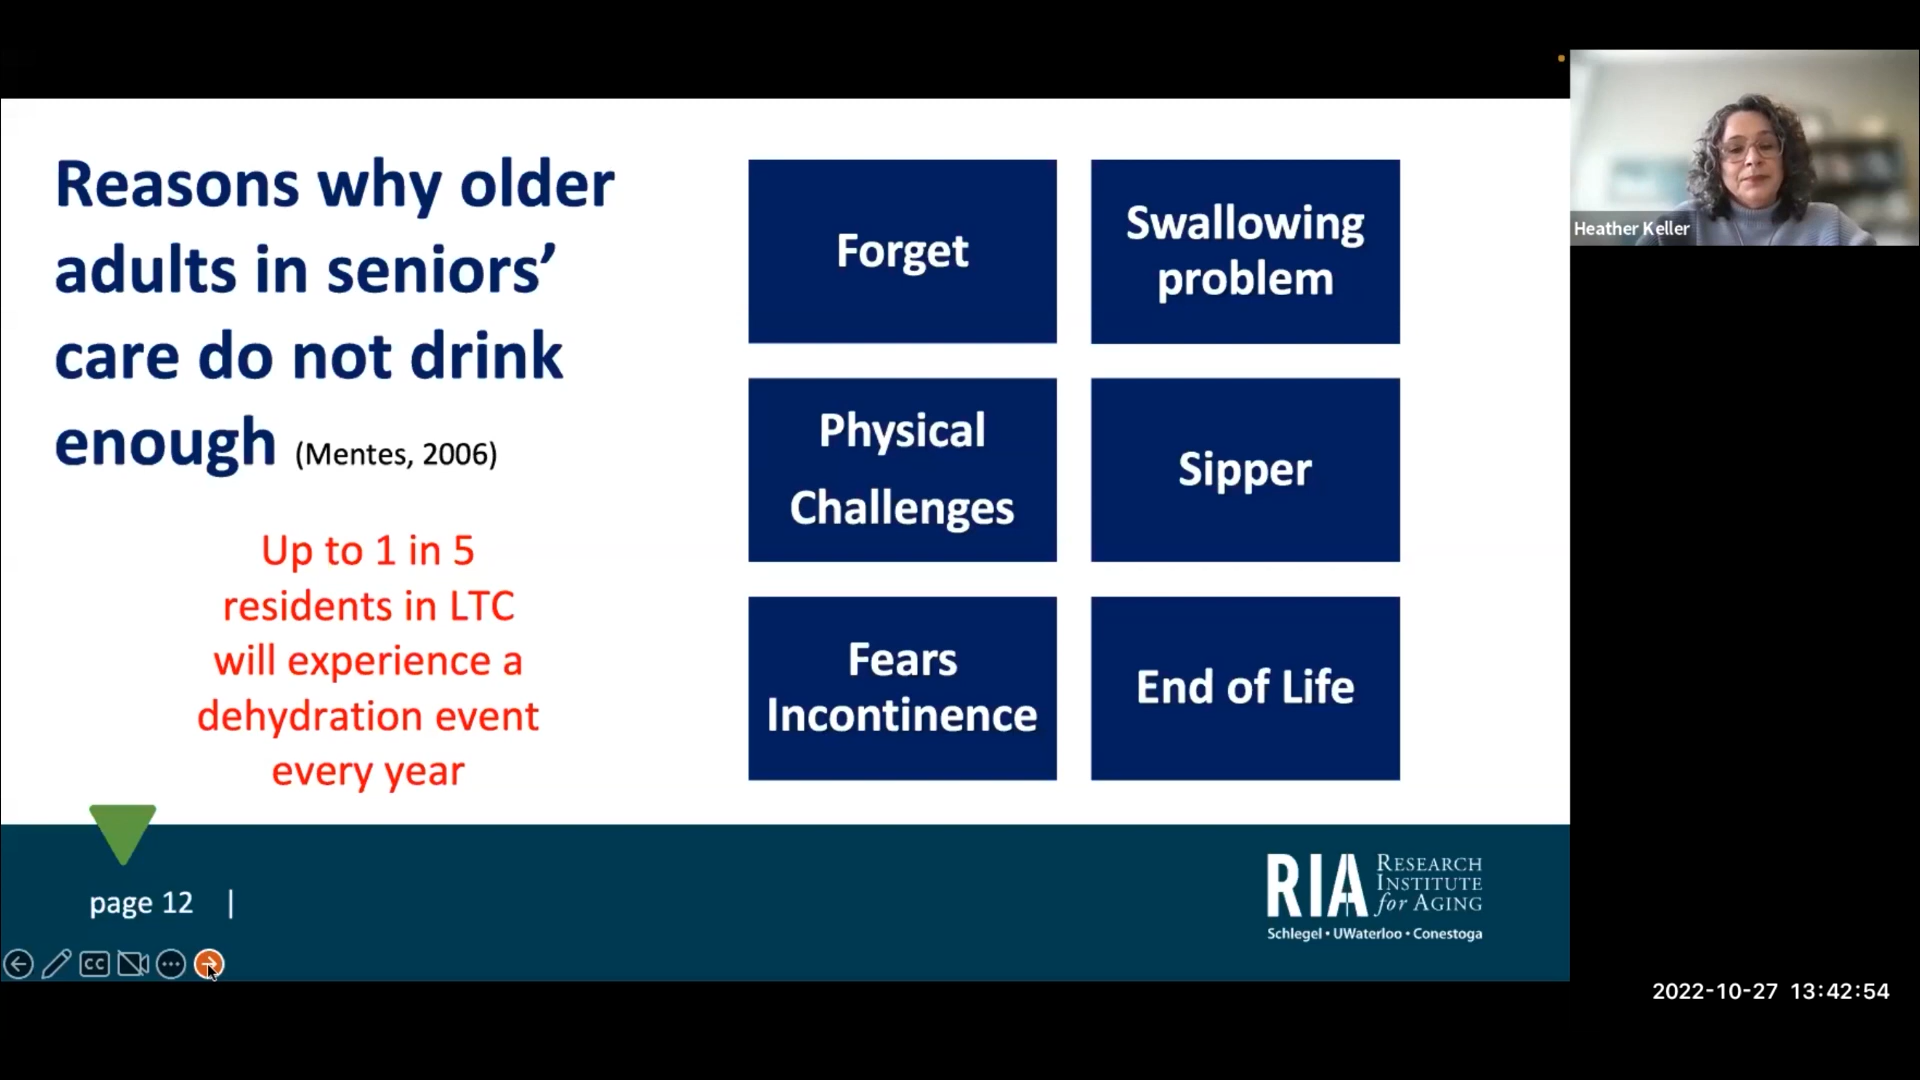 Reasons why older
adults in seniors’
care do not drink
enough (Mentes, 2006)
Up to 1 in 5
residents in LTC
will experience a
dehydration event
every year
Forget
Swallowing
problem
Physical
Challenges
Sipper
Fears
Incontinence
End of Life
Heather Keller
page 12 |
RIA RESEARCH
INSTITUTE
for AGING
Schlegel • UWaterloo • Conestoga
CC
2022-10-27 13:42:54